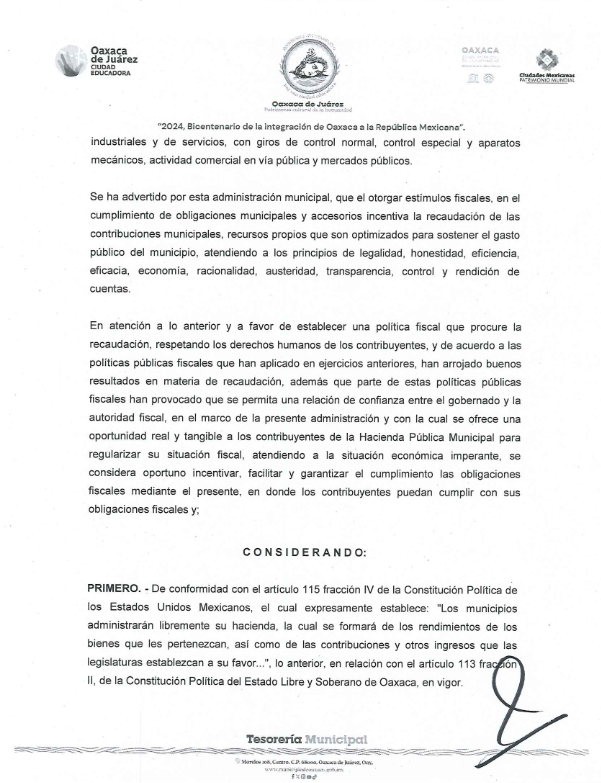 Oaxaca
de Juárez
CIUDAD
EDUCADORA
Oaxaca de Juárez
Patrimonio cultural de la humanidad
OAXACA
Ciudades Mexicanas
PATRIMONIO MUNDIAL
"2024, Bicentenario de la integración de Oaxaca a la República Mexicana".
industriales y de servicios, con giros de control normal, control especial y aparatos
mecánicos, actividad comercial en vía pública y mercados públicos.
Se ha advertido por esta administración municipal, que el otorgar estímulos fiscales, en el
cumplimiento de obligaciones municipales y accesorios incentiva la recaudación de las
contribuciones municipales, recursos propios que son optimizados para sostener el gasto
público del municipio, atendiendo a los principios de legalidad, honestidad, eficiencia,
eficacia, economía, racionalidad, austeridad, transparencia, control y rendición de
cuentas.
En atención a lo anterior y a favor de establecer una política fiscal que procure la
recaudación, respetando los derechos humanos de los contribuyentes, y de acuerdo a las
políticas públicas fiscales que han aplicado en ejercicios anteriores, han arrojado buenos
resultados en materia de recaudación, además que parte de estas políticas públicas
fiscales han provocado que se permita una relación de confianza entre el gobernado y la
autoridad fiscal, en el marco de la presente administración y con la cual se ofrece una
oportunidad real y tangible a los contribuyentes de la Hacienda Pública Municipal para
regularizar su situación fiscal, atendiendo a la situación económica imperante, se
considera oportuno incentivar, facilitar y garantizar el cumplimiento las obligaciones
fiscales mediante el presente, en donde los contribuyentes puedan cumplir con sus
obligaciones fiscales y;
CONSIDERANDO:
PRIMERO. - De conformidad con el artículo 115 fracción IV de la Constitución Política de
los Estados Unidos Mexicanos, el cual expresamente establece: "Los municipios
administrarán libremente su hacienda, la cual se formará de los rendimientos de los
bienes que les pertenezcan, así como de las contribuciones y otros ingresos que las
legislaturas establezcan a su favor...", lo anterior, en relación con el artículo 113 fracción
II, de la Constitución Política del Estado Libre y Soberano de Oaxaca, en vigor.
Tesorería Municipal
Morelos 108, Centro. C.P. 68000, Oaxaca de Juárez, Oax.
www.municipiodeoaxaca.gob.mx